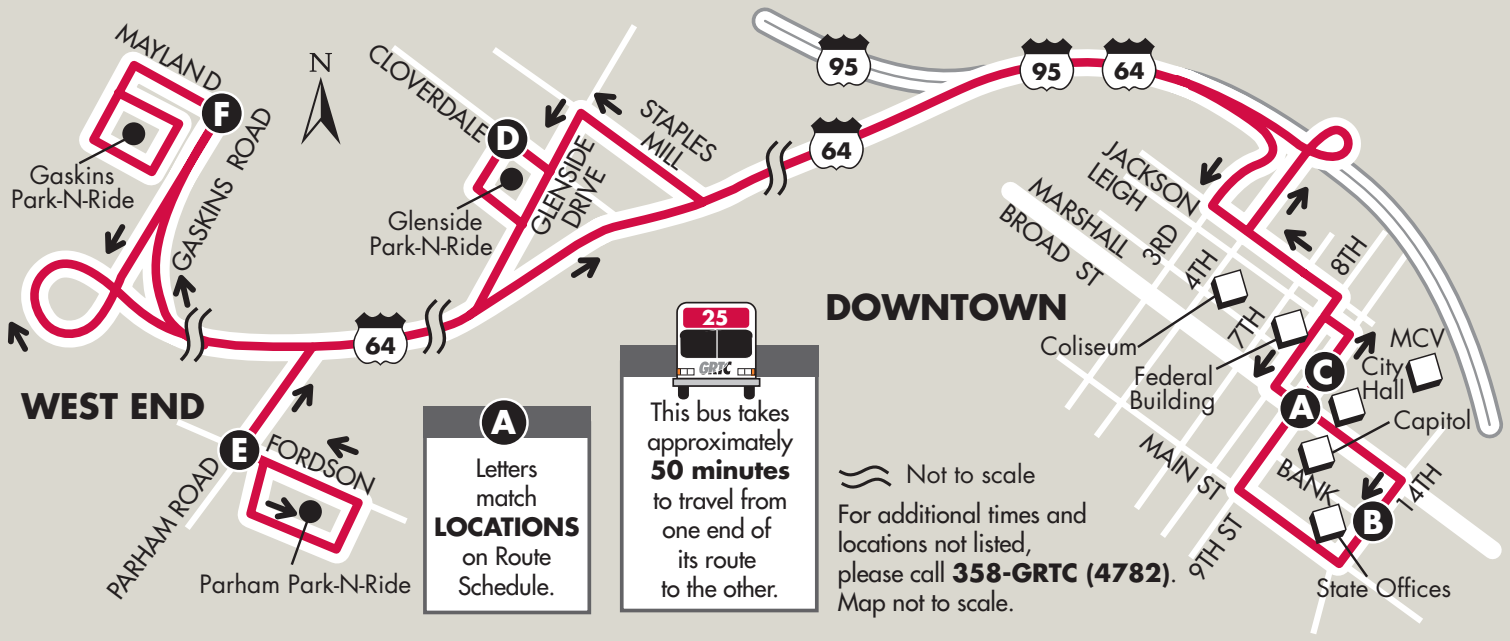 MAYLAND
F
GASKINS ROAD
Gaskins
Park-N-Ride
N
CLOVERDALE
D
Glenside
Park-N-Ride
GLENSIDE
DRIVE
STAPLES
MILL
95
95
64
64
64
WEST END
E
FORDSON
PARHAM ROAD
Parham Park-N-Ride
A
Letters
match
LOCATIONS
on Route
Schedule.
25
GRTC
This bus takes
approximately
50 minutes
to travel from
one end of
its route
to the other.
DOWNTOWN
JACKSON
LEIGH
MARSHALL
BROAD ST
3RD
4TH
7TH
8TH
Coliseum
Federal
Building
C
MCV
City
Hall
A
Capitol
BANK
MAIN ST
9TH ST
14TH
B
State Offices
Not to scale
For additional times and
locations not listed,
please call 358-GRTC (4782).
Map not to scale.